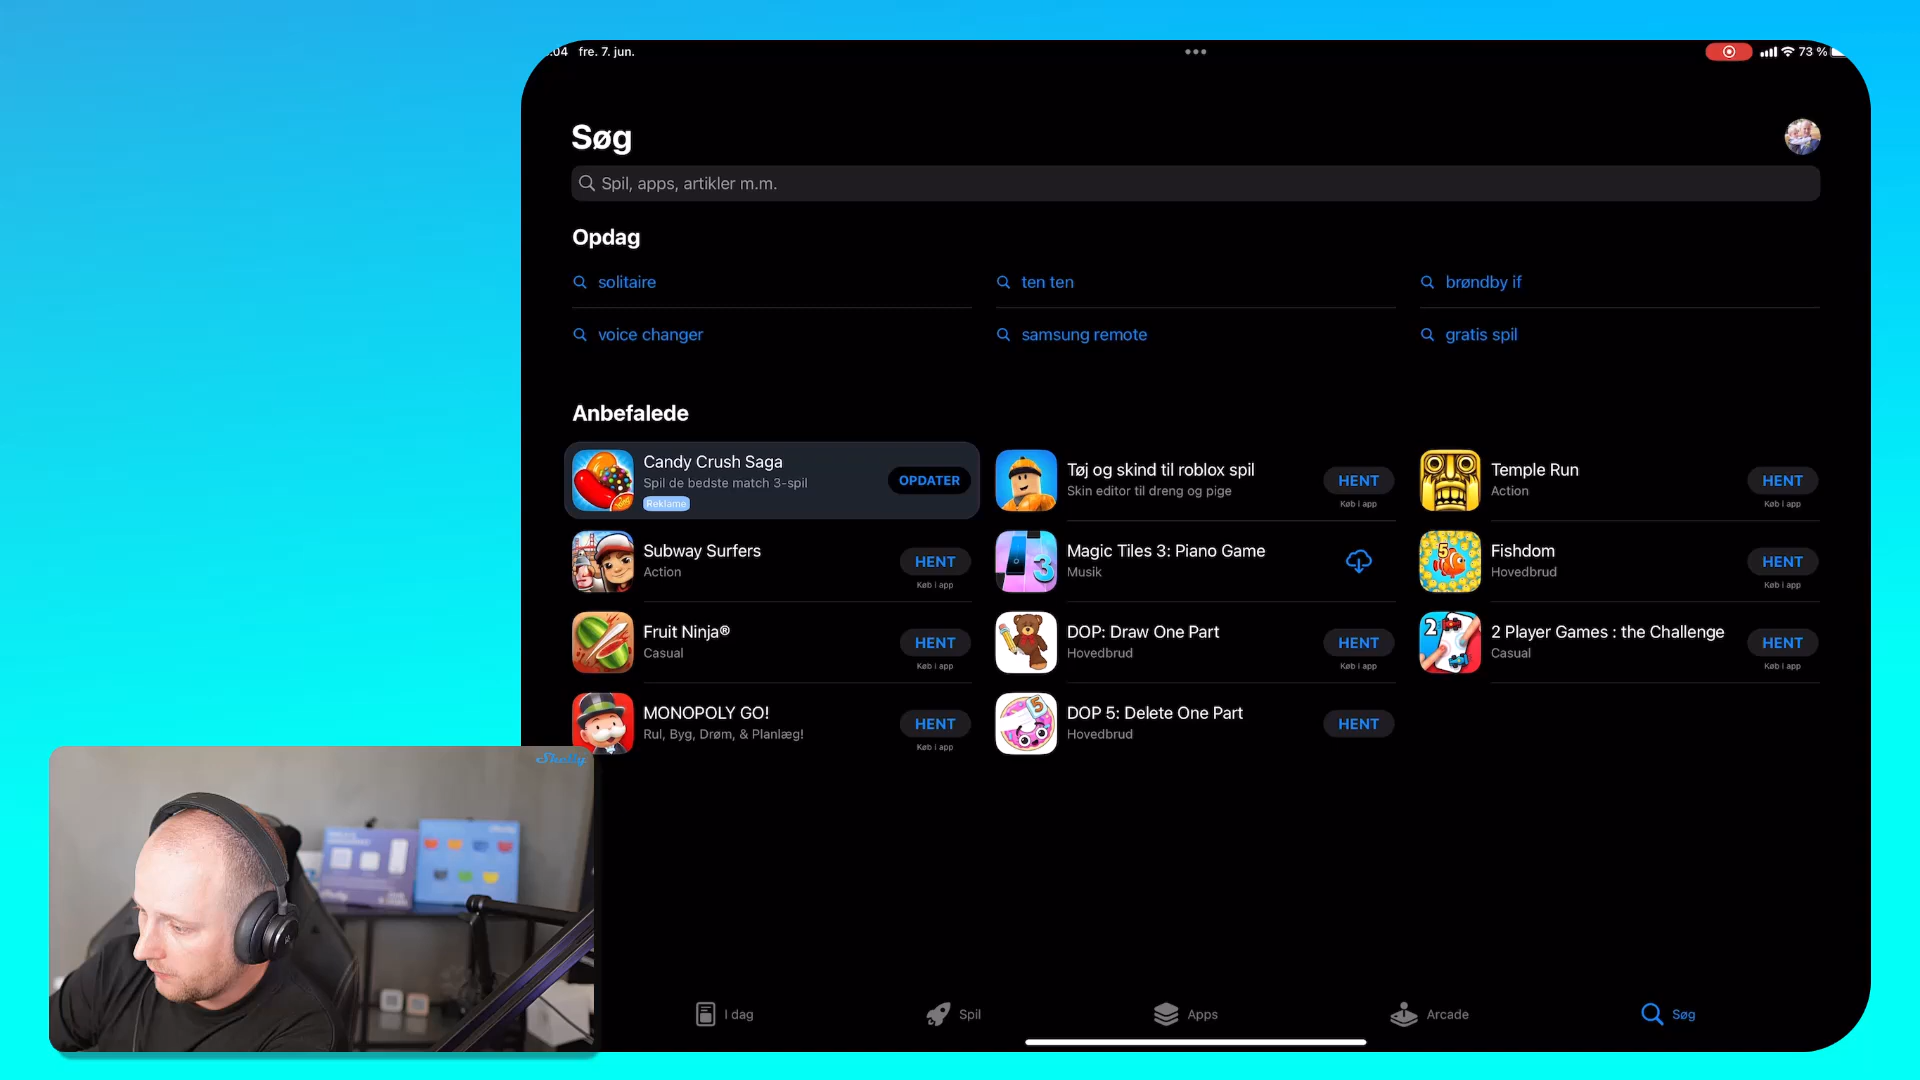 :04 fre. 7. jun.
73 %
Søg
Spil, apps, artikler m.m.
Opdag
solitaire
ten ten
brøndby if
voice changer
samsung remote
gratis spil
Anbefalede
Candy Crush Saga
Spil de bedste match 3-spil
Reklame
OPDATER
Tøj og skind til roblox spil
Skin editor til dreng og pige
HENT
Køb i app
Temple Run
Action
HENT
Køb i app
Subway Surfers
Action
HENT
Køb i app
Magic Tiles 3: Piano Game
Musik
3
Fishdom
Hovedbrud
5
HENT
Køb i app
Fruit Ninja®
Casual
HENT
Køb i app
DOP: Draw One Part
Hovedbrud
HENT
Køb i app
2
2 Player Games : the Challenge
Casual
HENT
Køb i app
MONOPOLY GO!
Rul, Byg, Drøm, & Planlæg!
HENT
Køb i app
5
DOP 5: Delete One Part
Hovedbrud
HENT
Shelly
I dag
Spil
Apps
Arcade
Søg